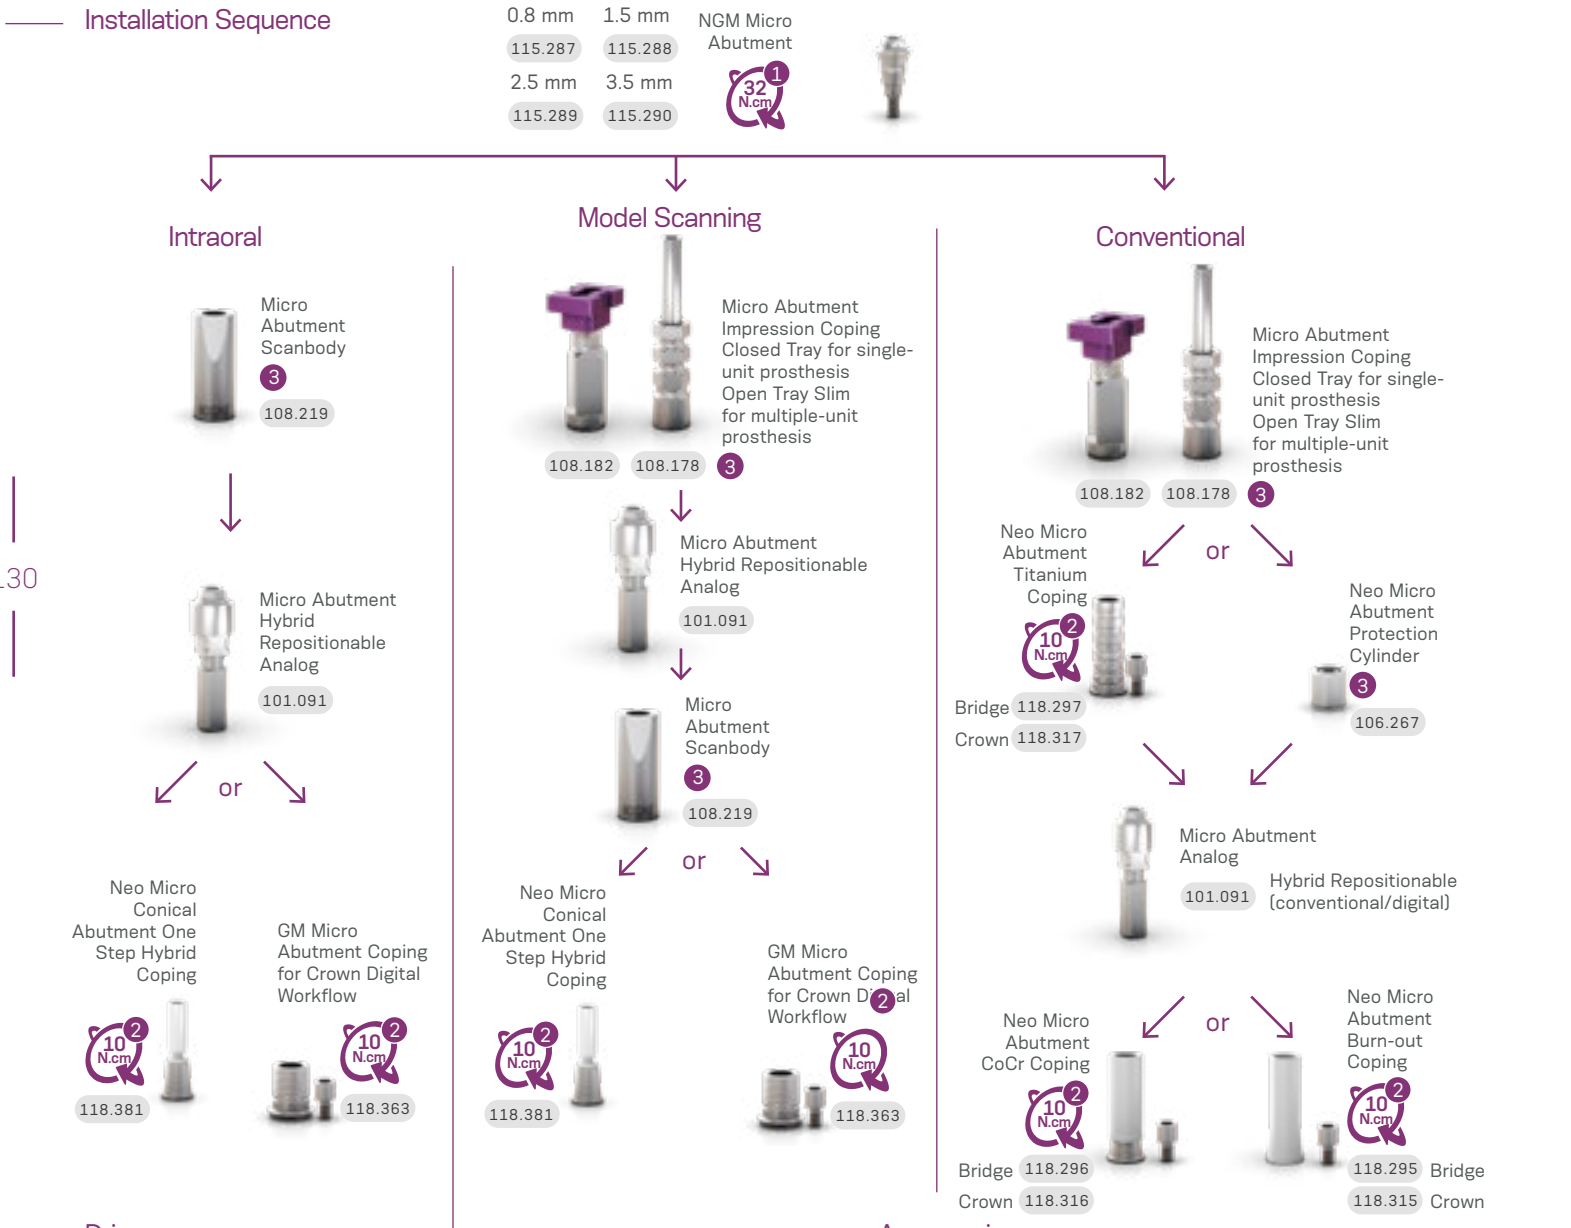 Installation Sequence
0.8 mm 1.5 mm
115.287 115.288
2.5 mm 3.5 mm
115.289 115.290
NGM Micro
Abutment
1
32
N.cm
Intraoral
Micro
Abutment
Scanbody
3
108.219
Micro Abutment
Hybrid
Repositionable
Analog
101.091
or
Neo Micro
Conical
Abutment One
Step Hybrid
Coping
2
10
N.cm
118.381
GM Micro
Abutment Coping
for Crown Digital
Workflow
2
10
N.cm
118.363
Model Scanning
Micro Abutment
Impression Coping
Closed Tray for single-
unit prosthesis
Open Tray Slim
for multiple-unit
prosthesis
108.182 108.178 3
Micro Abutment
Hybrid Repositionable
Analog
101.091
Micro
Abutment
Scanbody
3
108.219
or
Neo Micro
Conical
Abutment One
Step Hybrid
Coping
2
10
N.cm
118.381
GM Micro
Abutment Coping
for Crown D 2 al
Workflow
10
N.cm
118.363
Conventional
Micro Abutment
Impression Coping
Closed Tray for single-
unit prosthesis
Open Tray Slim
for multiple-unit
prosthesis
108.182 108.178 3
or
Neo Micro
Abutment
Titanium
Coping
2
10
N.cm
Bridge 118.297
Crown 118.317
Neo Micro
Abutment
Protection
Cylinder
3
106.267
Micro Abutment
Analog
101.091
Hybrid Repositionable
(conventional/digital)
or
Neo Micro
Abutment
CoCr Coping
2
10
N.cm
Bridge 118.296
Crown 118.316
Neo Micro
Abutment
Burn-out
Coping
2
10
N.cm
118.295 Bridge
118.315 Crown